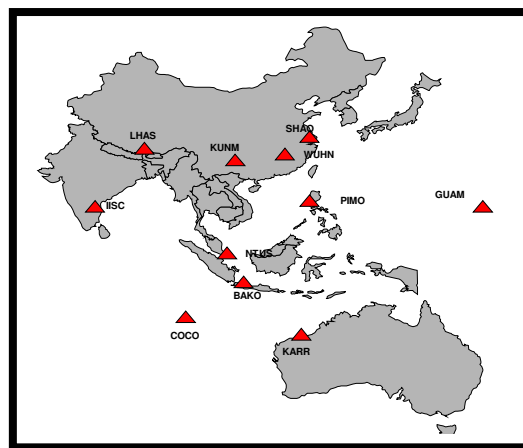 SHAO
LHAS
KUNM
WUHN
GUAM
PIMO
IISC
NTUS
BAKO
COCO
KARR